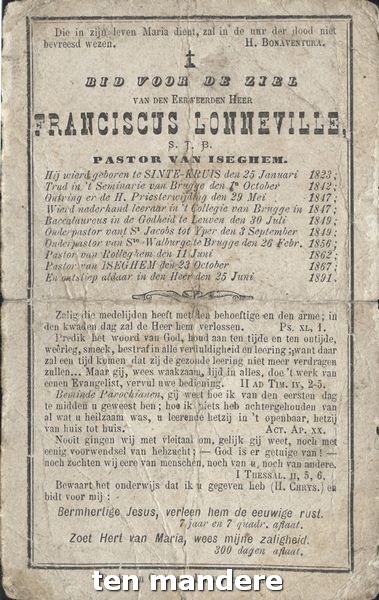 Die in zijn leven Maria dient, zal in de uur der dood niet
bevreesd wezen. H. Bonaventura.
BID VOOR DE ZIEL
VAN DEN EERWEERDEN HEER
FRANCISCUS LONNEVILLE,
S. T. B.
PASTOR VAN ISEGHEM.
Hij wierd geboren te SINTE-KRUIS den 25 Januari 1823;
Trad in 't Seminarie van Brugge den 1n October 1842;
Ontving er de H. Priesterwijding den 29 Mei 1847;
Wierd naderhand leeraar in 't Collegie van Brugge in 1847;
Baccalaureus in de Godheid te Leuven den 30 Juli 1849;
Onderpastor van t St Jacobs tot Yper den 3 September 1849;
Onderpastor van Ste-Walburge te Brugge den 26 Febr. 1856;
Pastor van Rolleghem den 11 Juni 1862;
Pastor van ISEGHEM den 23 October 1867;
En ontsliep aldaar in den Heer den 25 Juni 1891.
Zalig die medelijden heeft met den behoeftige en den arme; in
den kwaden dag zal de Heer hem verlossen. Ps. XL, 1.
Predik het woord van God, houd aan ten tijde en ten ontijde,
weêrleg, smeek, bestraf in alle verduldigheid en leering; want daar
zal een tijd komen dat zij de gezonde leering niet meer verdragen
zullen... Maar gij, wees waakzaam, lijd in alles, doe 't werk van
eenen Evangelist, vervul uwe bediening. II AD TIM. IV, 2-5.
Beminde Parochianen, gij weet hoe ik van den eersten dag
te midden u geweest ben; hoe ik niets heb achtergehouden van
al wat u heilzaam was, u leerende hetzij in 't openbaar, hetzij
van huis tot huis. ACT. AP. XX.
Nooit gingen wij met vleitaal om, gelijk gij weet, noch met
eenig voorwendsel van hebzucht; — God is er getuige van! —
noch zochten wij eere van menschen, noch van u, noch van andere.
I THESSAL. II, 5, 6.
Bewaart het onderwijs dat ik u gegeven heb (H. CHRYS.) en
bidt voor mij:
Bermhertige Jesus, verleen hem de eeuwige rust.
7 jaar en 7 quadr. aflaat.
Zoet Hert van Maria, wees mijne zaligheid.
300 dagen aflaat.
ten mandere